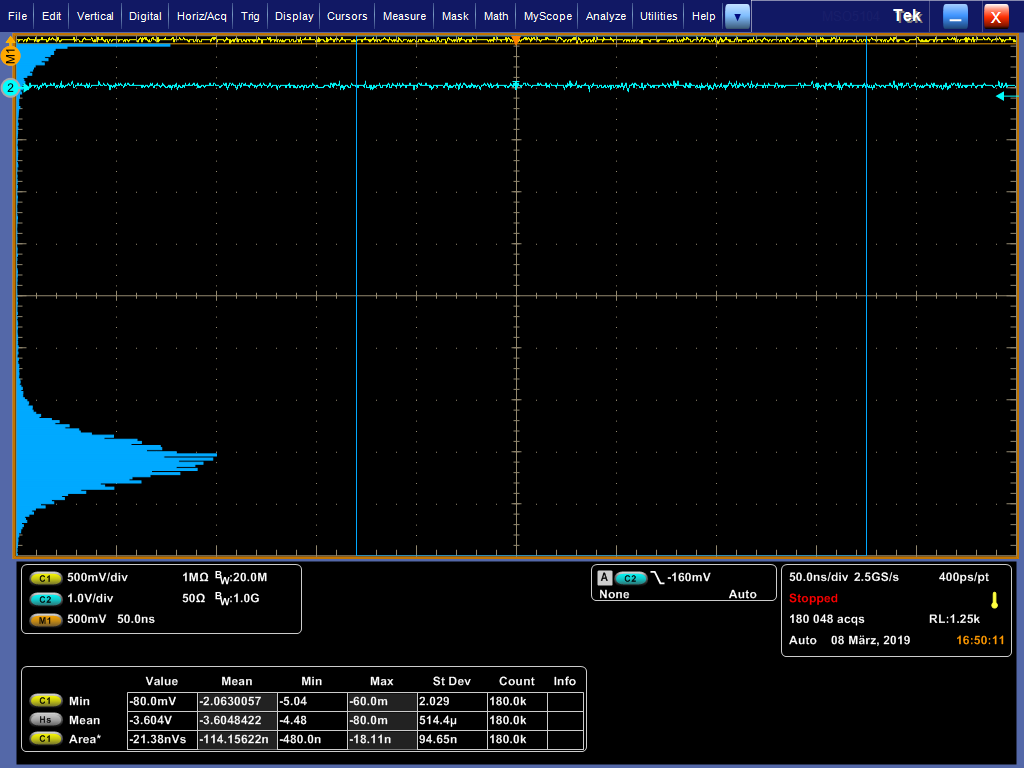 File Edit Vertical Digital Horiz/Acq Trig Display Cursors Measure Mask Math MyScope Analyze Utilities Help Tek X
M1
2
C1 500mV/div 1MΩ BW:20.0M
C2 1.0V/div 50Ω BW:1.0G
M1 500mV 50.0ns
A C2 -160mV
None Auto
50.0ns/div 2.5GS/s 400ps/pt
Stopped
180 048 acqs RL:1.25k
Auto 08 März, 2019 16:50:11
Value Mean Min Max St Dev Count Info
C1 Min -80.0mV -2.0630057 -5.04 -60.0m 2.029 180.0k
Hs Mean -3.604V -3.6048422 -4.48 -80.0m 514.4µ 180.0k
C1 Area* -21.38nVs -114.15622n -480.0n -18.11n 94.65n 180.0k